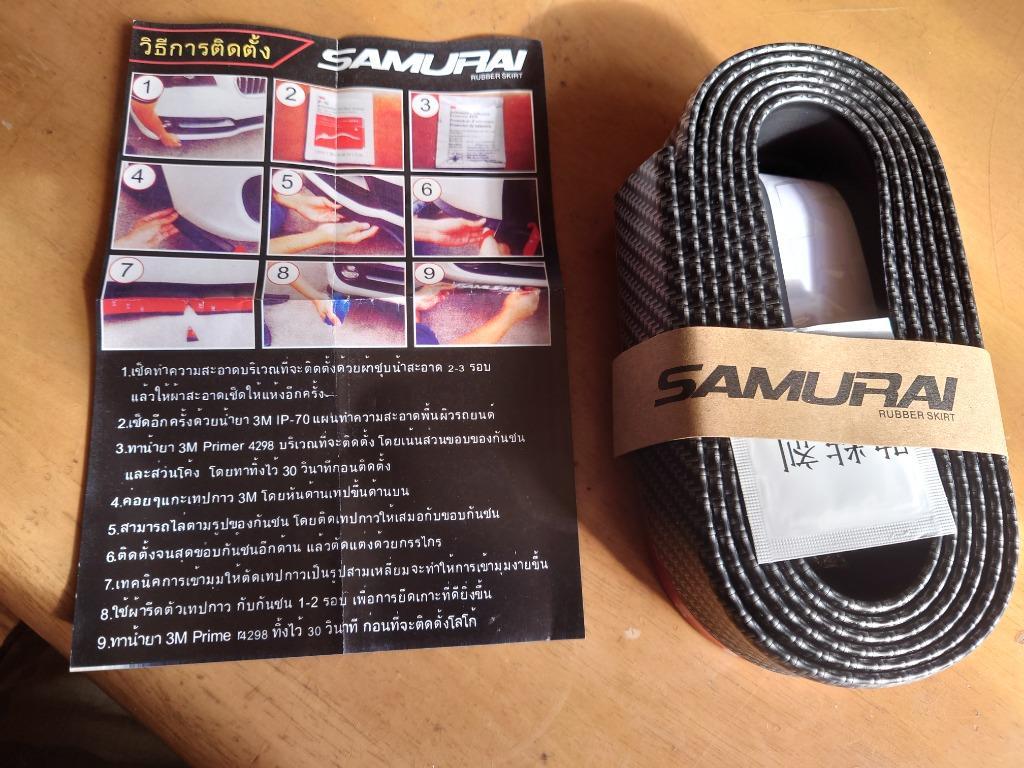 วิธีการติดตั้ง
SAMURAI
RUBBER SKIRT
1
2
3
4
5
6
7
8
9
1.เช็ดทำความสะอาดบริเวณที่จะติดตั้งด้วยผ้าชุบน้ำสะอาด 2-3 รอบ
แล้วให้ผ้าสะอาดเช็ดให้แห้งอีกครั้ง
2.เช็ดอีกครั้งด้วยน้ำยา 3M IP-70 แผ่นทำความสะอาดพื้นผิวรถยนต์
3.ทาน้ำยา 3M Primer 4298 บริเวณที่จะติดตั้ง โดยเน้นส่วนขอบของกันชน
และส่วนโค้ง โดยทาทิ้งไว้ 30 วินาทีก่อนติดตั้ง
4.ค่อยๆแกะเทปกาว 3M โดยหันด้านเทปขึ้นด้านบน
5.สามารถไล่ตามรูปของกันชน โดยติดเทปกาวให้เสมอกับขอบกันชน
6.ติดตั้งจนสุดขอบกันชนอีกด้าน แล้วตัดแต่งด้วยกรรไกร
7.เทคนิคการเข้ามุมให้ตัดเทปกาวเป็นรูปสามเหลี่ยมจะทำให้การเข้ามุมง่ายขึ้น
8.ใช้ผ้ารีดตัวเทปกาว กับกันชน 1-2 รอบ เพื่อการยึดเกาะที่ดียิ่งขึ้น
9.ทาน้ำยา 3M Prime r4298 ทิ้งไว้ 30 วินาที ก่อนที่จะติดตั้งโลโก้
SAMURAI
RUBBER SKIRT